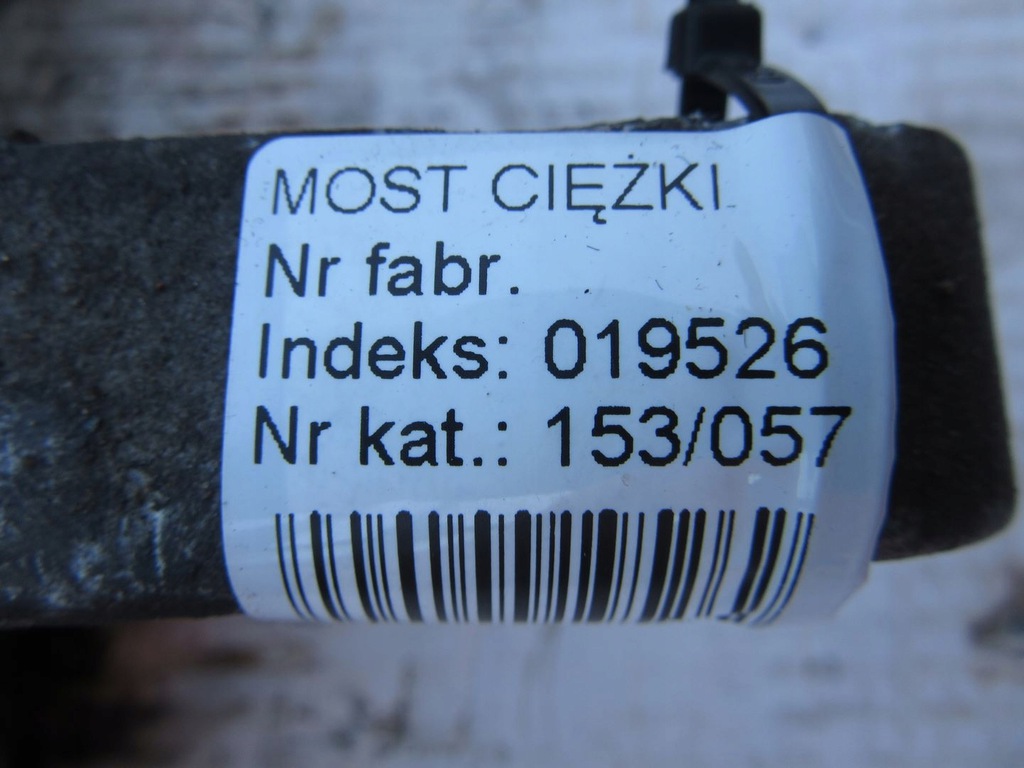 MOST CIĘŻKI
Nr fabr.
Indeks: 019526
Nr kat.: 153/057